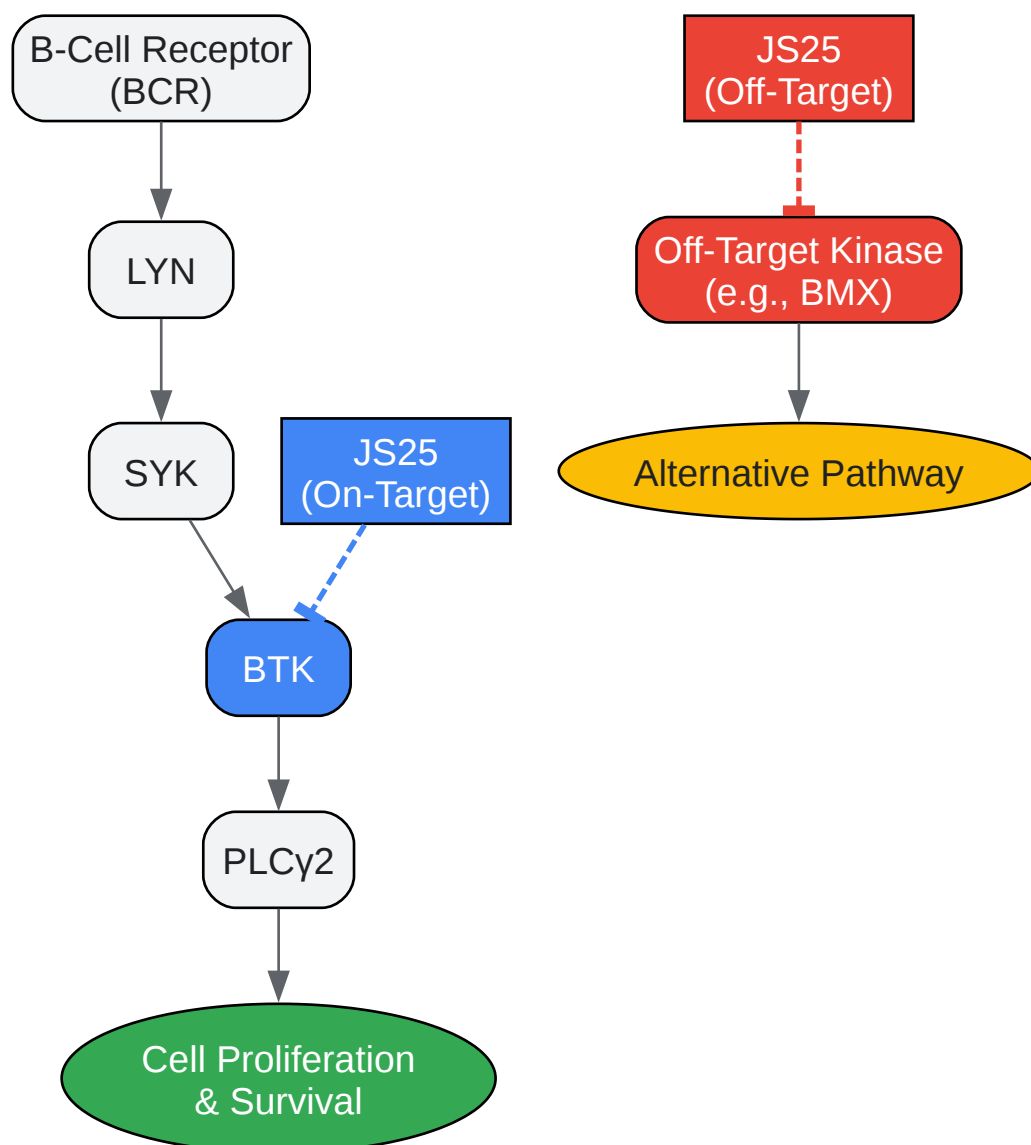 B-Cell Receptor
(BCR)
LYN
SYK
JS25
(On-Target)
BTK
PLCγ2
Cell Proliferation
& Survival
JS25
(Off-Target)
Off-Target Kinase
(e.g., BMX)
Alternative Pathway